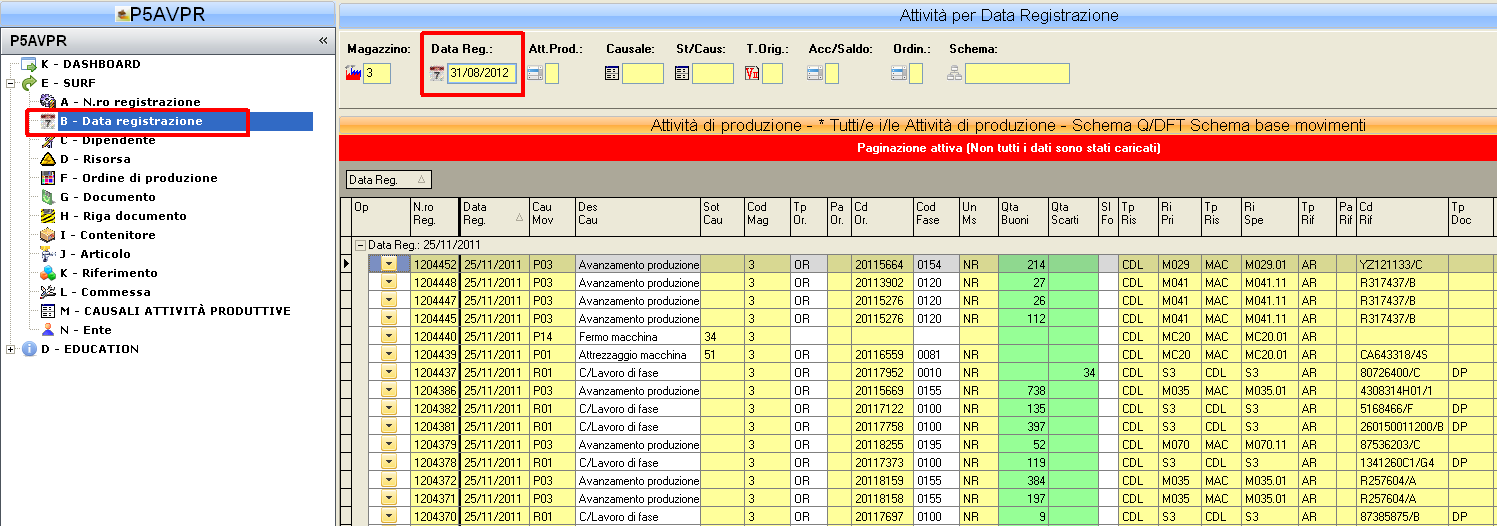 P5AVPR
P5AVPR «
K - DASHBOARD
E - SURF
A - N.ro registrazione
B - Data registrazione
C - Dipendente
D - Risorsa
F - Ordine di produzione
G - Documento
H - Riga documento
I - Contenitore
J - Articolo
K - Riferimento
L - Commessa
M - CAUSALI ATTIVITÀ PRODUTTIVE
N - Ente
D - EDUCATION
Attività per Data Registrazione
Magazzino: Data Reg.: Att.Prod.: Causale: St/Caus: T.Orig.: Acc/Saldo: Ordin.: Schema:
3 31/08/2012
Attività di produzione - * Tutti/e i/le Attività di produzione - Schema Q/DFT Schema base movimenti
Paginazione attiva (Non tutti i dati sono stati caricati)
Data Reg.
Op N.ro Reg. Data Reg. Cau Mov Des Cau Sot Cau Cod Mag Tp Or. Pa Or. Cd Or. Cod Fase Un Ms Qta Buoni Qta Scarti Sl Fo Tp Ris Ri Pri Tp Ris Ri Spe Tp Rif Pa Rif Cd Rif Tp Doc
Data Reg.: 25/11/2011
1204452 25/11/2011 P03 Avanzamento produzione 3 OR 20115664 0154 NR 214 CDL M029 MAC M029.01 AR YZ121133/C
1204448 25/11/2011 P03 Avanzamento produzione 3 OR 20113902 0120 NR 27 CDL M041 MAC M041.11 AR R317437/B
1204447 25/11/2011 P03 Avanzamento produzione 3 OR 20115276 0120 NR 26 CDL M041 MAC M041.11 AR R317437/B
1204445 25/11/2011 P03 Avanzamento produzione 3 OR 20115276 0120 NR 112 CDL M041 MAC M041.11 AR R317437/B
1204440 25/11/2011 P14 Fermo macchina 34 3 CDL MC20 MAC MC20.01 AR
1204439 25/11/2011 P01 Attrezzaggio macchina 51 3 OR 20116559 0081 NR CDL MC20 MAC MC20.01 AR CA643318/4S
1204437 25/11/2011 R01 C/Lavoro di fase 3 OR 20117952 0010 NR 34 CDL S3 CDL S3 AR 80726400/C DP
1204386 25/11/2011 P03 Avanzamento produzione 3 OR 20115669 0155 NR 738 CDL M035 MAC M035.01 AR 4308314H01/1
1204382 25/11/2011 R01 C/Lavoro di fase 3 OR 20117122 0100 NR 135 CDL S3 CDL S3 AR 5168466/F DP
1204381 25/11/2011 R01 C/Lavoro di fase 3 OR 20117758 0100 NR 397 CDL S3 CDL S3 AR 260150011200/B DP
1204379 25/11/2011 P03 Avanzamento produzione 3 OR 20118255 0195 NR 52 CDL M070 MAC M070.11 AR 87536203/C
1204378 25/11/2011 R01 C/Lavoro di fase 3 OR 20117373 0100 NR 119 CDL S3 CDL S3 AR 1341260C1/G4 DP
1204372 25/11/2011 P03 Avanzamento produzione 3 OR 20118159 0155 NR 384 CDL M035 MAC M035.01 AR R257604/A
1204371 25/11/2011 P03 Avanzamento produzione 3 OR 20118158 0155 NR 197 CDL M035 MAC M035.01 AR R257604/A
1204370 25/11/2011 R01 C/Lavoro di fase 3 OR 20117697 0100 NR 9 CDL S3 CDL S3 AR 87385875/B DP